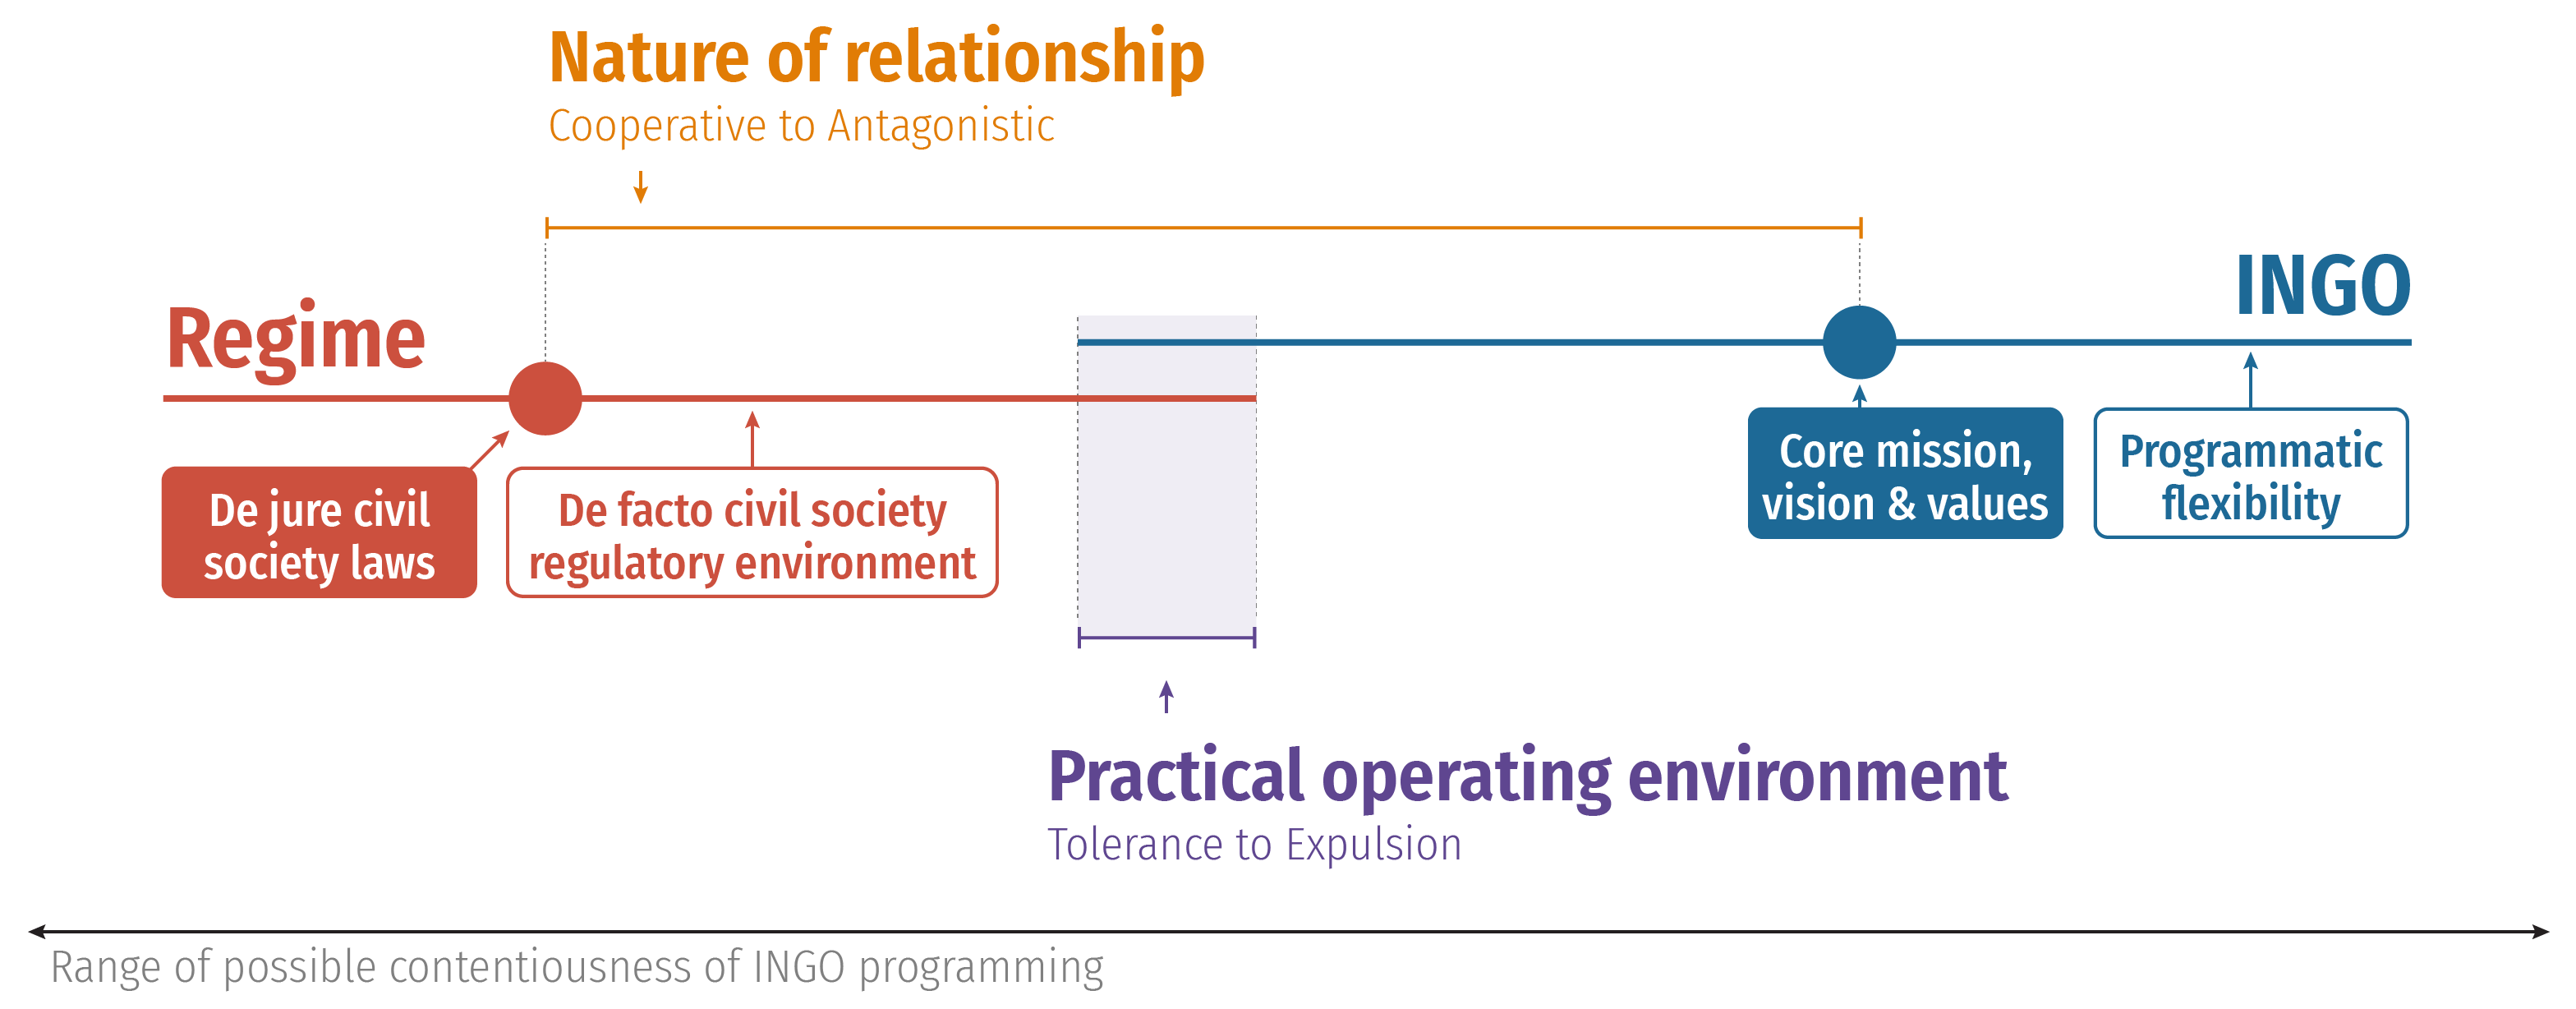 Nature of relationship
Cooperative to Antagonistic
INGO
Regime
Core mission,
vision & values
Programmatic
flexibility
De jure civil
society laws
De facto civil society
regulatory environment
Practical operating environment
Tolerance to Expulsion
Range of possible contentiousness of INGO programming